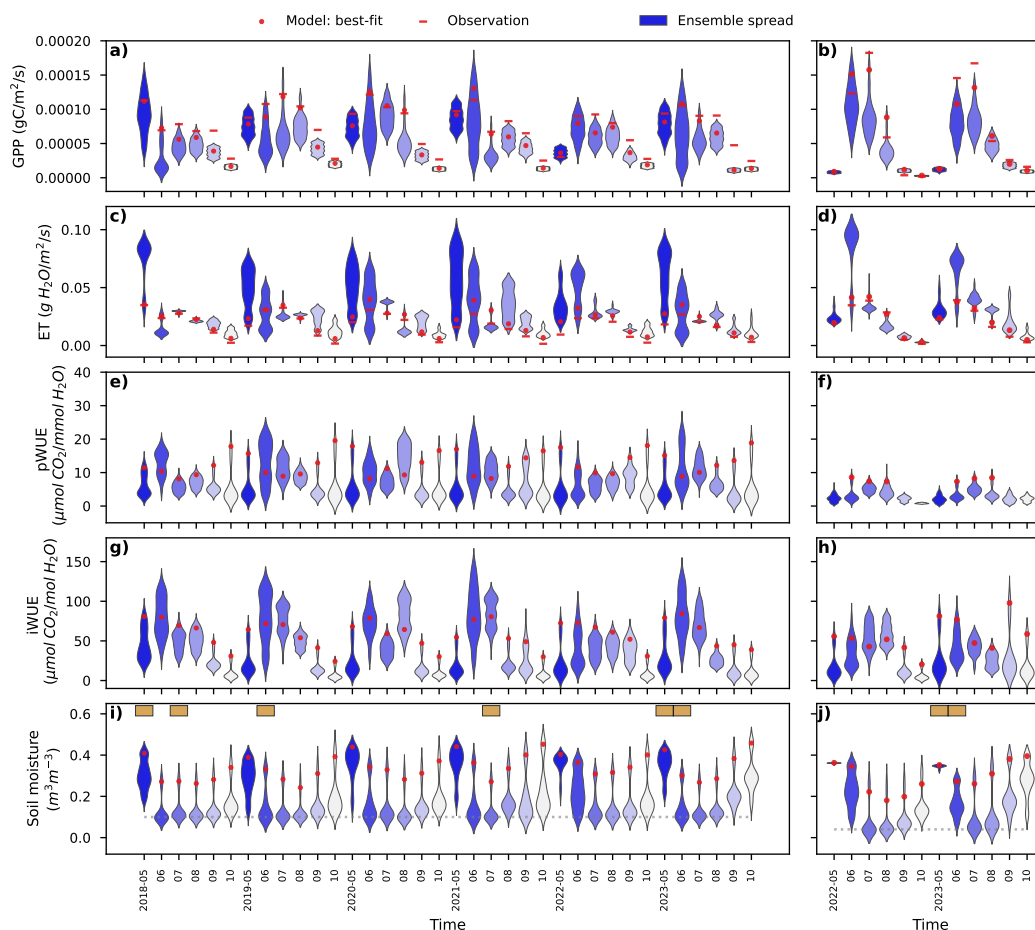 Model: best-fit Observation Ensemble spread
a) b)
GPP (gC/m²/s)
0.00020
0.00015
0.00010
0.00005
0.00000
c) d)
ET (g H₂O/m²/s)
0.10
0.05
0.00
e) f)
pWUE
(μmol CO₂/mmol H₂O)
40
30
20
10
0
g) h)
iWUE
(μmol CO₂/mol H₂O)
150
100
50
0
i) j)
Soil moisture
(m³m⁻³)
0.6
0.4
0.2
0.0
2018-05 06 07 08 09 10 2019-05 06 07 08 09 10 2020-05 06 07 08 09 10 2021-05 06 07 08 09 10 2022-05 06 07 08 09 10 2023-05 06 07 08 09 10
2022-05 06 07 08 09 10 2023-05 06 07 08 09 10
Time Time